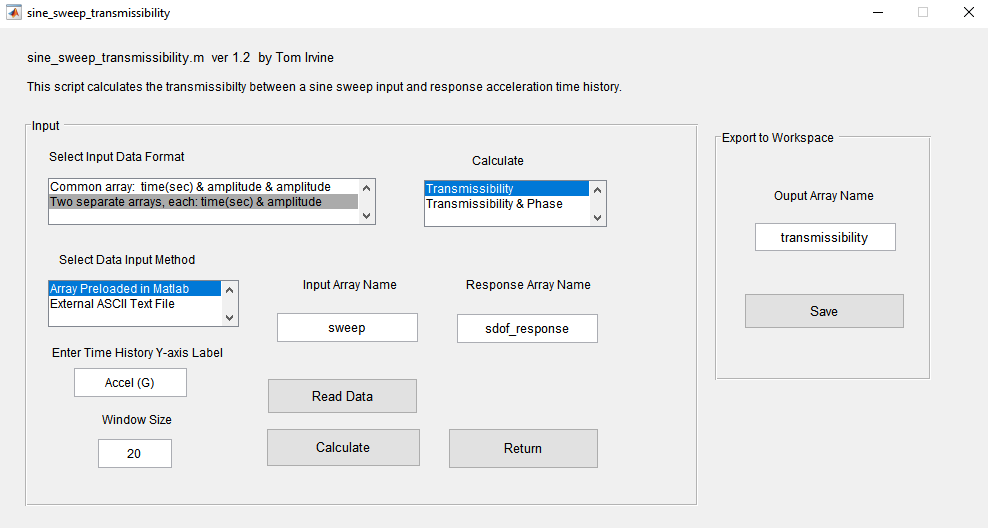 sine_sweep_transmissibility
sine_sweep_transmissibility.m ver 1.2 by Tom Irvine
This script calculates the transmissibilty between a sine sweep input and response acceleration time history.
Input
Select Input Data Format
Common array: time(sec) & amplitude & amplitude
Two separate arrays, each: time(sec) & amplitude
Calculate
Transmissibility
Transmissibility & Phase
Select Data Input Method
Array Preloaded in Matlab
External ASCII Text File
Input Array Name
sweep
Response Array Name
sdof_response
Enter Time History Y-axis Label
Accel (G)
Window Size
20
Read Data
Calculate
Return
Export to Workspace
Ouput Array Name
transmissibility
Save